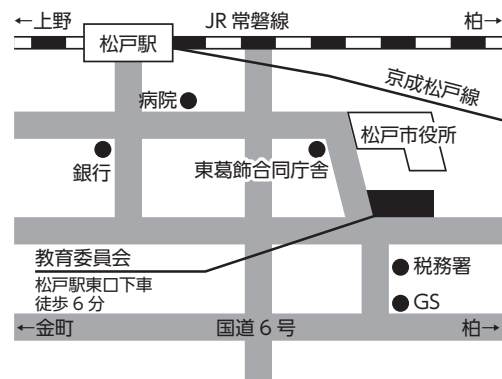 ←上野
JR常磐線
柏→
松戸駅
京成松戸線
病院
松戸市役所
銀行
東葛飾合同庁舎
教育委員会
松戸駅東口下車
徒歩6分
税務署
GS
←金町
国道6号
柏→